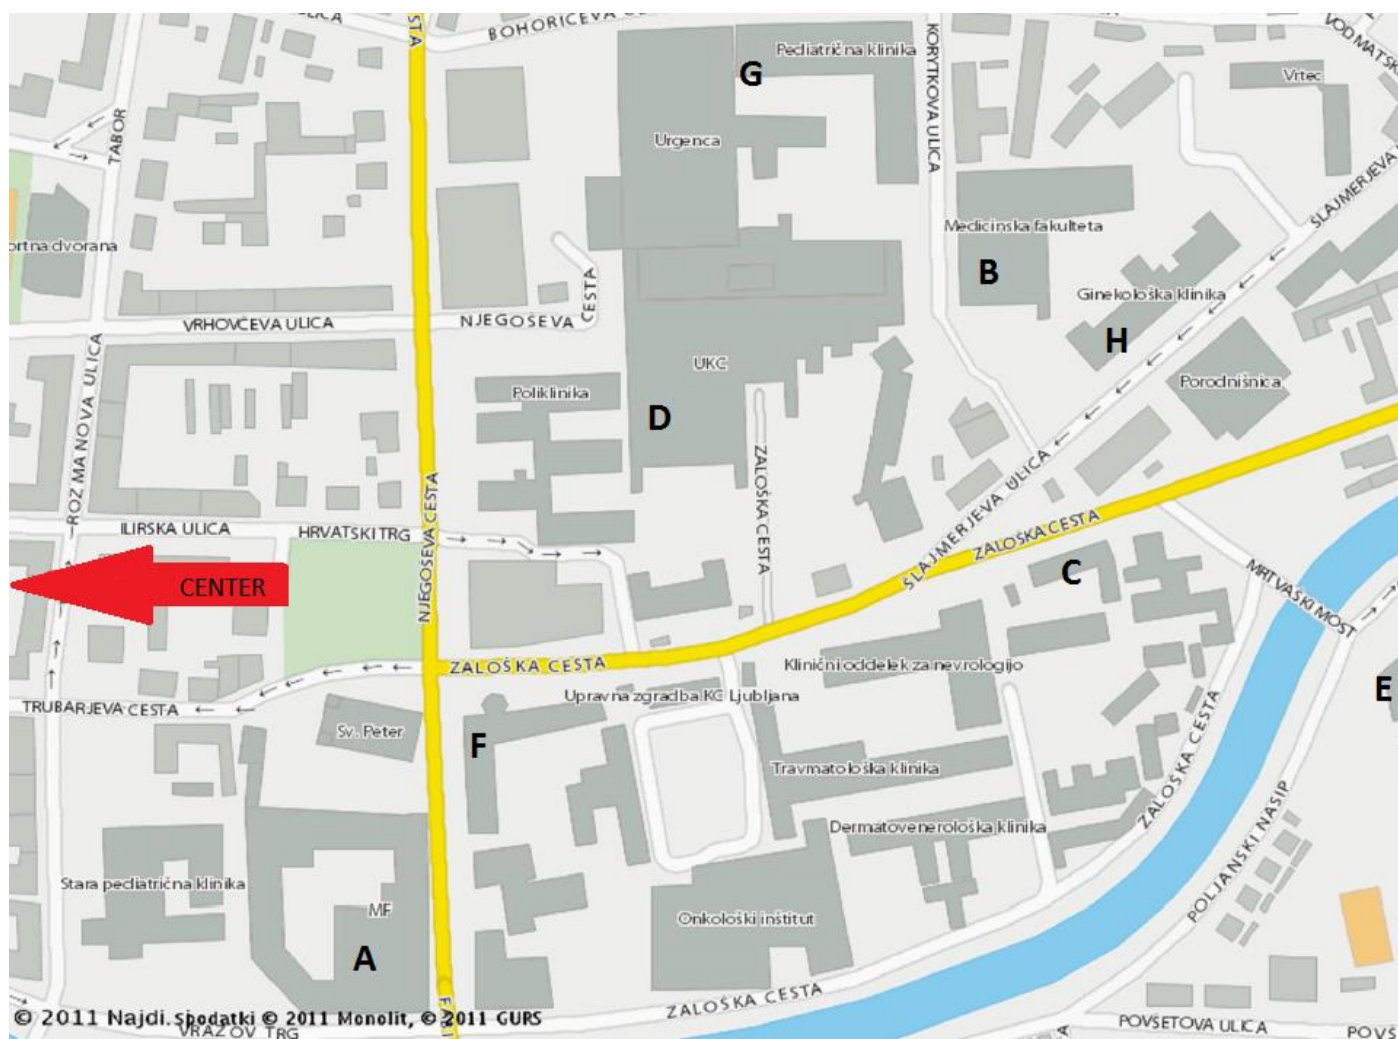 STA
BOHORIČEVA U
Pediatrična klinika
G
KORYTKOVA ULICA
VODMATSK
Vrtec
TABOR
Urgenca
ŠLAJMERJEVA
ortna dvorana
Medicinska fakulteta
B
Ginekološka klinika
VRHOVČEVA ULICA
NJEGOŠEVA
CESTA
H
UKC
Porodnišnica
Poliklinika
D
ROZMANOVA ULICA
ZALOŠKA CESTA
ŠLAJMERJEVA ULICA
ILIRSKA ULICA
HRVATSKI TRG
NJEGOŠEVA CESTA
ZALOŠKA CESTA
C
CENTER
MRTVAŠKI MOST
ZALOŠKA CESTA
Klinični oddelek za nevrologijo
Upravna zgradba KC Ljubljana
E
TRUBARJEVA CESTA
Sv. Peter
F
Travmatološka klinika
ZALOŠKA CESTA
Dermatovenerološka klinika
POLJANSKI NASIP
Stara pediatrična klinika
MF
Onkološki inštitut
A
ZALOŠKA CESTA
© 2011 Najdi.si podatki © 2011 Monolit, © 2011 GURS
VRAZOV TRG
POVŠETOVA ULICA
POVŠ